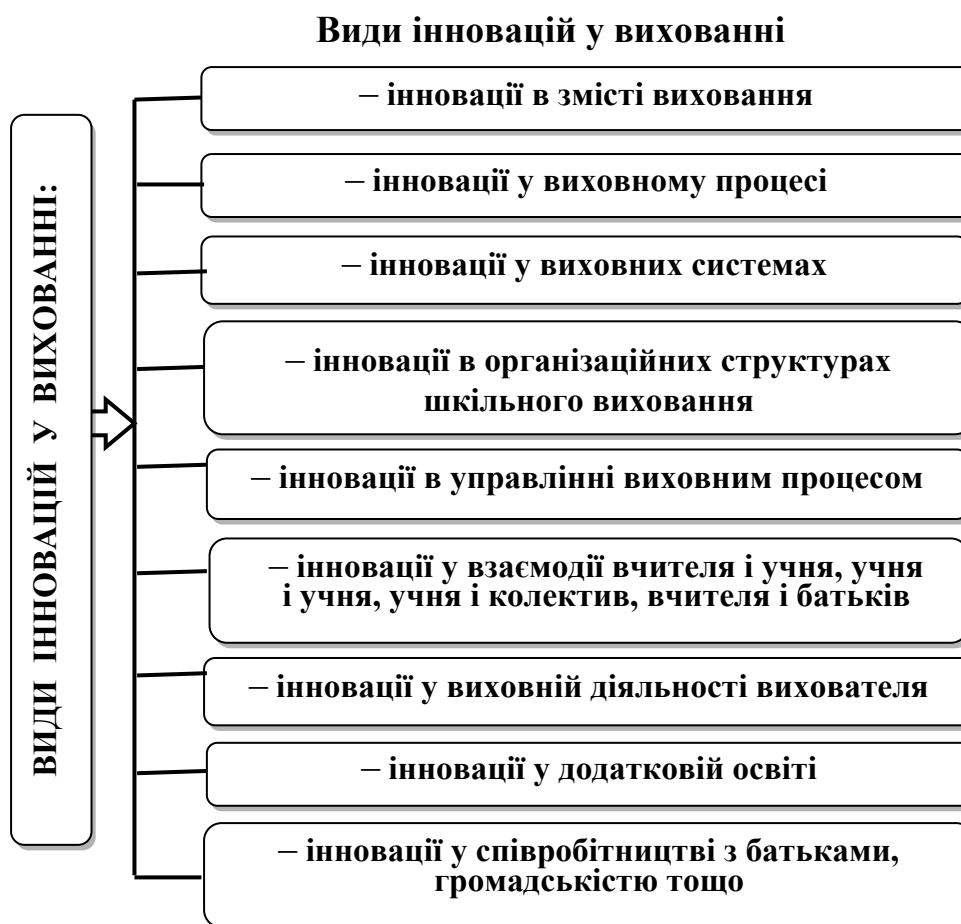 Види інновацій у вихованні
ВИДИ ІННОВАЦІЙ У ВИХОВАННІ:
– інновації в змісті виховання
– інновації у виховному процесі
– інновації у виховних системах
– інновації в організаційних структурах
шкільного виховання
– інновації в управлінні виховним процесом
– інновації у взаємодії вчителя і учня, учня
і учня, учня і колектив, вчителя і батьків
– інновації у виховній діяльності вихователя
– інновації у додатковій освіті
– інновації у співробітництві з батьками,
громадськістю тощо